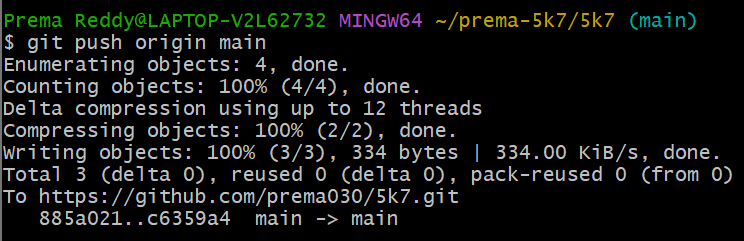 Prema Reddy@LAPTOP-V2L62732 MINGW64 ~/prema-5k7/5k7 (main)
$ git push origin main
Enumerating objects: 4, done.
Counting objects: 100% (4/4), done.
Delta compression using up to 12 threads
Compressing objects: 100% (2/2), done.
Writing objects: 100% (3/3), 334 bytes | 334.00 KiB/s, done.
Total 3 (delta 0), reused 0 (delta 0), pack-reused 0 (from 0)
To https://github.com/prema030/5k7.git
   885a021..c6359a4  main -> main